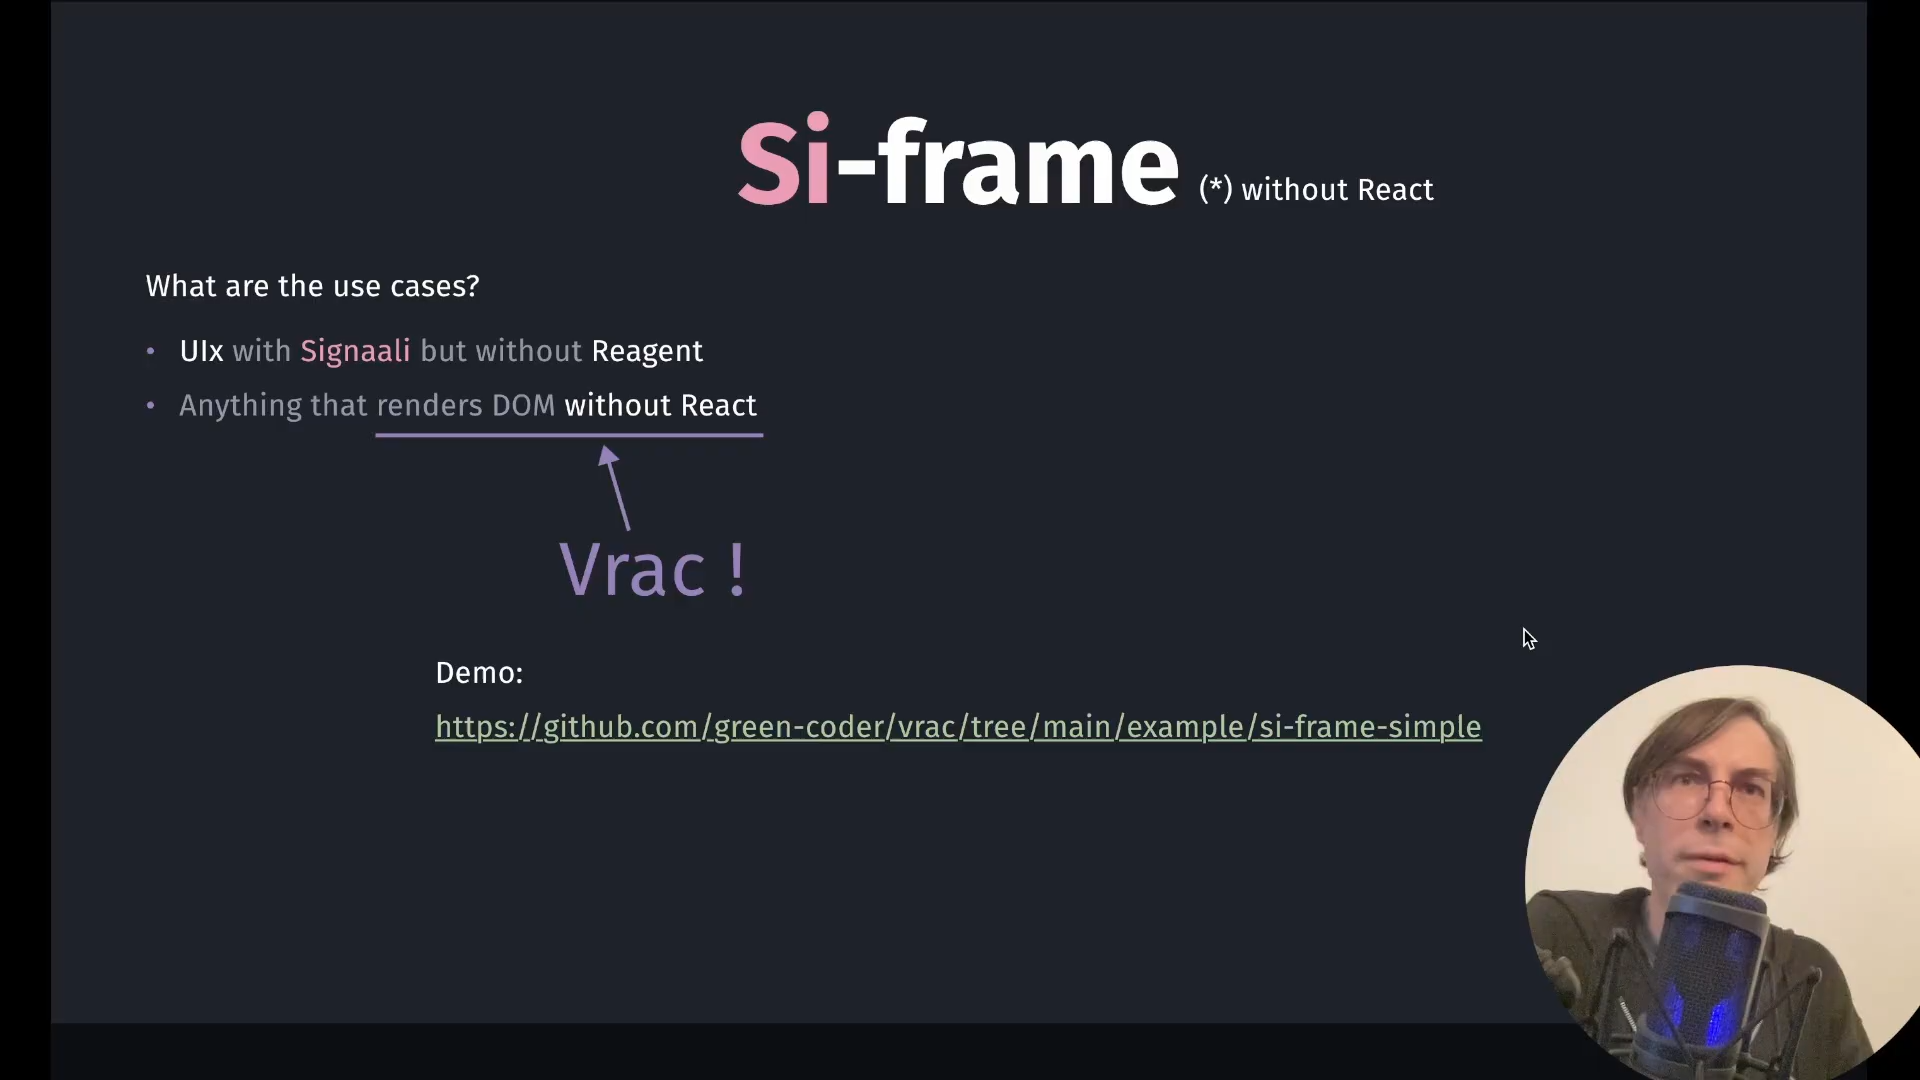 Si-frame (*) without React
What are the use cases?
• UIx with Signaali but without Reagent
• Anything that renders DOM without React
Vrac !
Demo:
https://github.com/green-coder/vrac/tree/main/example/si-frame-simple